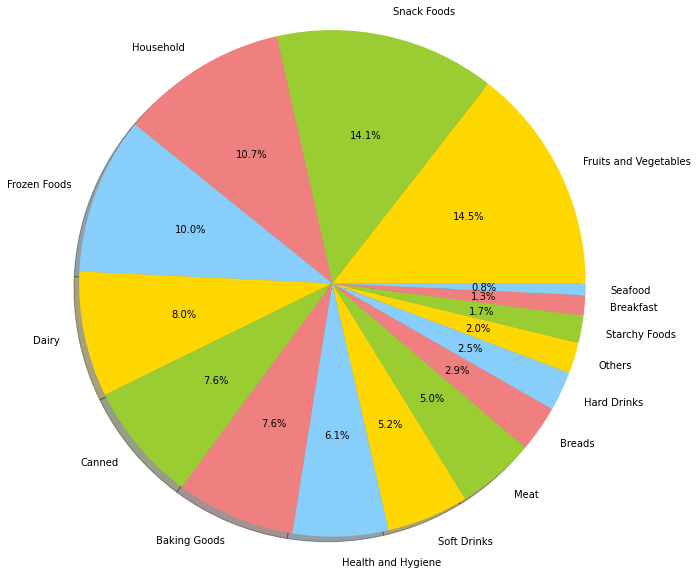 Snack Foods
Household
Fruits and Vegetables
Frozen Foods
Dairy
Canned
Baking Goods
Health and Hygiene
Soft Drinks
Meat
Breads
Hard Drinks
Others
Starchy Foods
Breakfast
Seafood
14.1%
10.7%
14.5%
10.0%
8.0%
7.6%
7.6%
6.1%
5.2%
5.0%
2.9%
2.5%
2.0%
1.7%
1.3%
0.8%